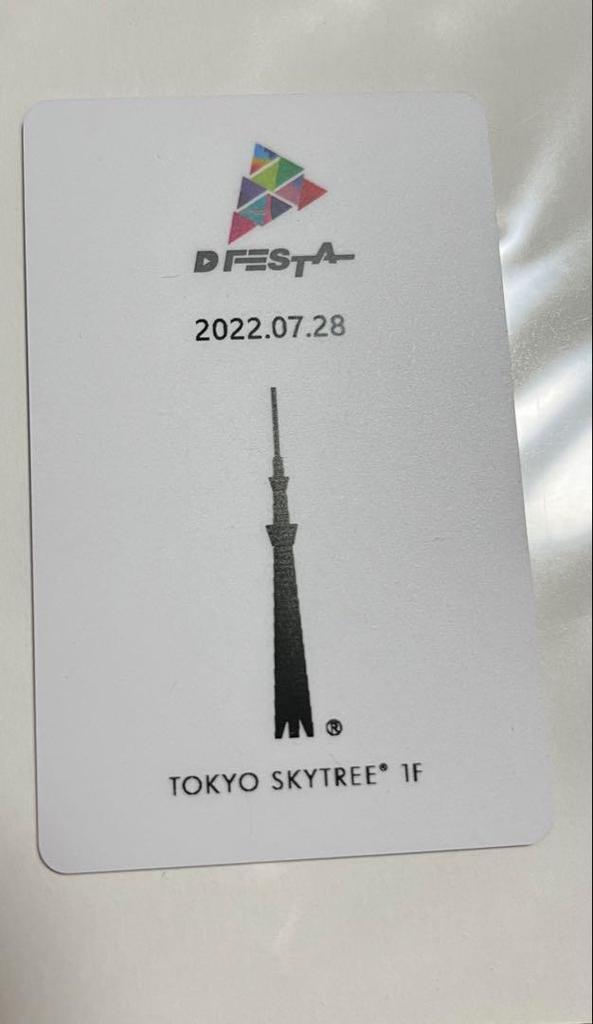 D FESTA
2022.07.28
®
TOKYO SKYTREE® 1F